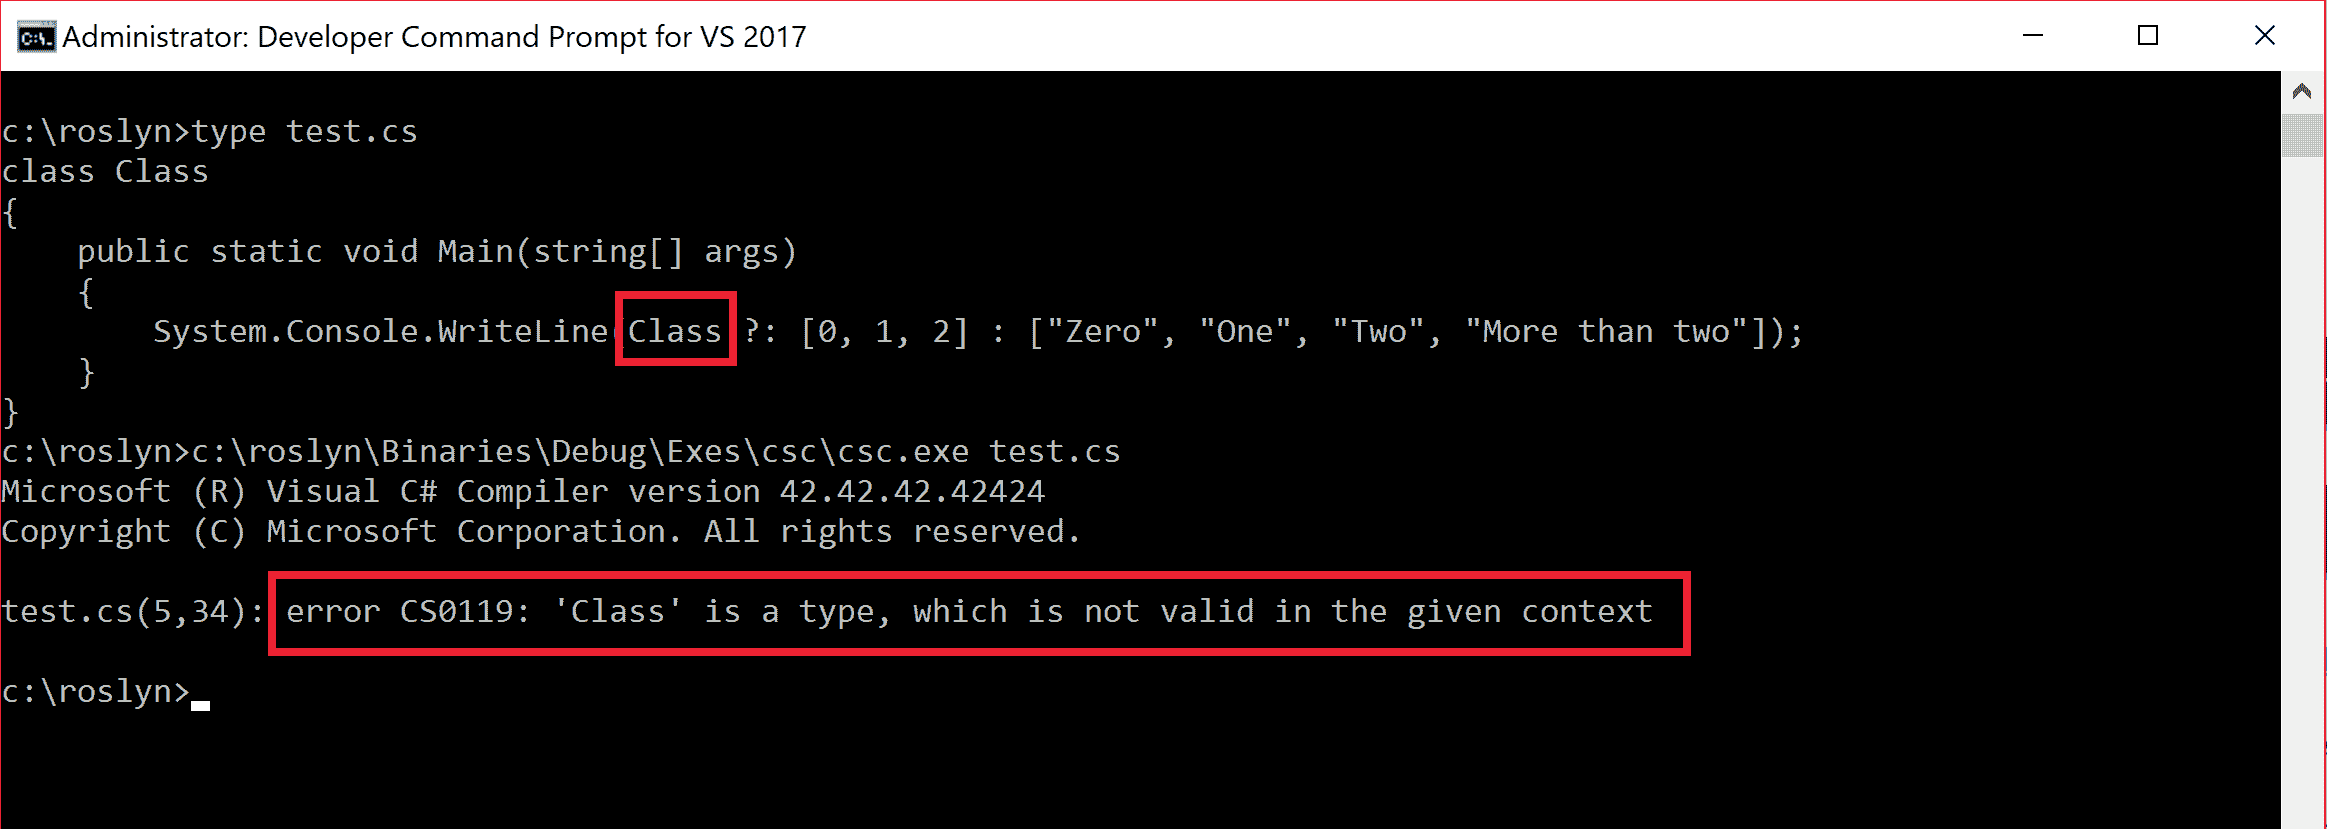 Administrator: Developer Command Prompt for VS 2017
c:\roslyn>type test.cs
class Class
{
    public static void Main(string[] args)
    {
        System.Console.WriteLine(Class ?: [0, 1, 2] : ["Zero", "One", "Two", "More than two"]);
    }
}
c:\roslyn>c:\roslyn\Binaries\Debug\Exes\csc\csc.exe test.cs
Microsoft (R) Visual C# Compiler version 42.42.42.42424
Copyright (C) Microsoft Corporation. All rights reserved.
test.cs(5,34): error CS0119: 'Class' is a type, which is not valid in the given context
c:\roslyn>